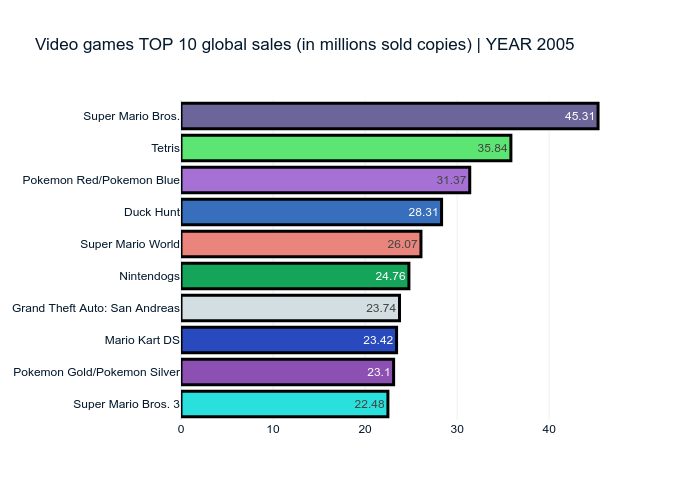 Video games TOP 10 global sales (in millions sold copies) | YEAR 2005
Super Mario Bros. 45.31
Tetris 35.84
Pokemon Red/Pokemon Blue 31.37
Duck Hunt 28.31
Super Mario World 26.07
Nintendogs 24.76
Grand Theft Auto: San Andreas 23.74
Mario Kart DS 23.42
Pokemon Gold/Pokemon Silver 23.1
Super Mario Bros. 3 22.48
0 10 20 30 40